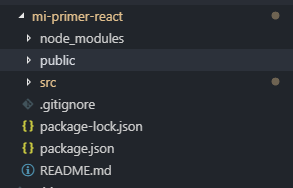 mi-primer-react
node_modules
public
src
.gitignore
package-lock.json
package.json
README.md